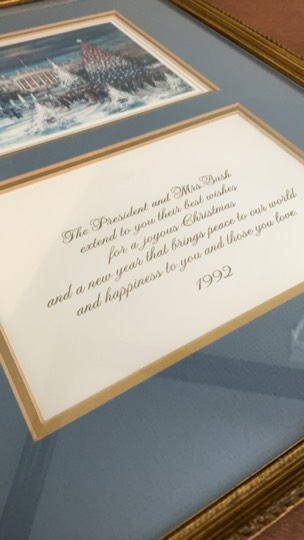 The President and Mrs. Bush
extend to you their best wishes
for a joyous Christmas
and a new year that brings peace to our world
and happiness to you and those you love.
1992